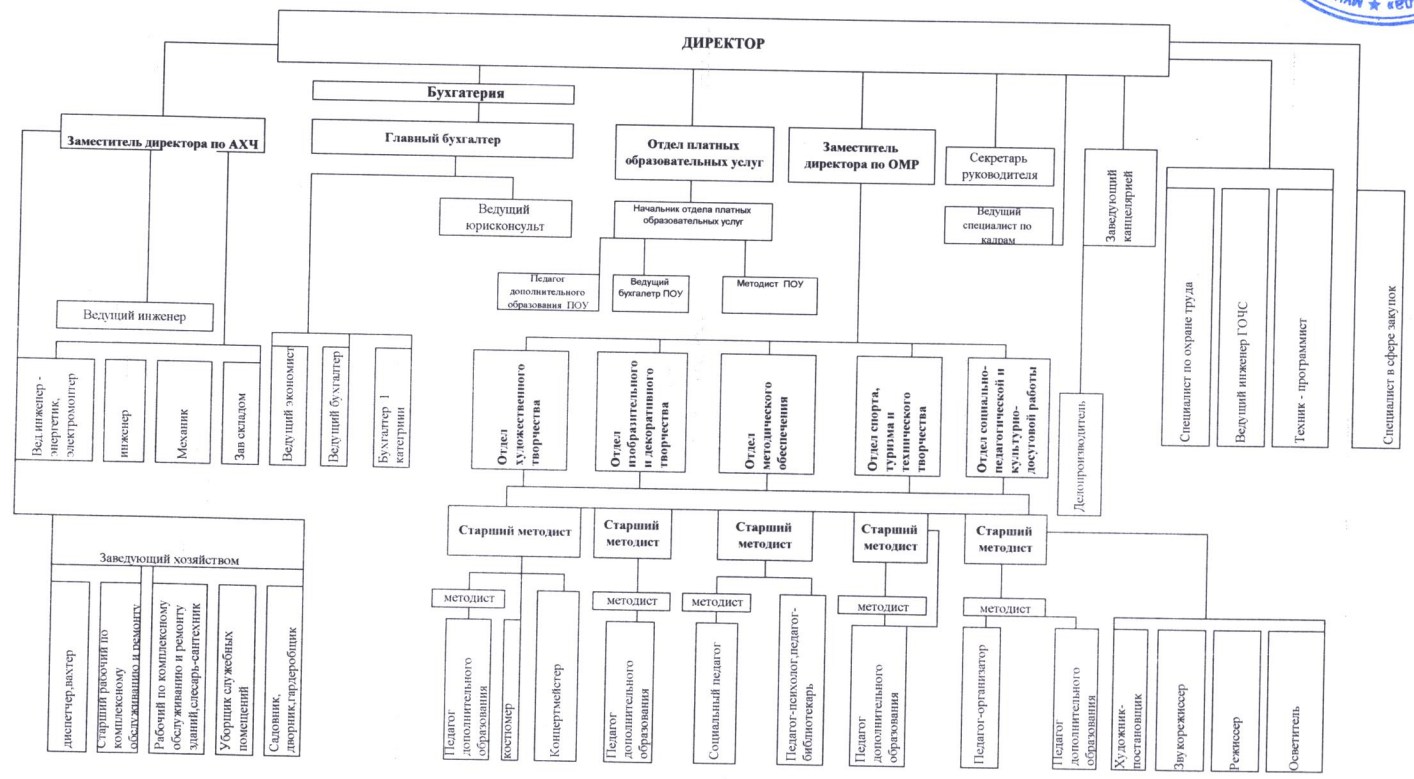 ДИРЕКТОР
Бухгатерия
Заместитель директора по АХЧ
Главный бухгалтер
Отдел платных
образовательных услуг
Заместитель
директора по ОМР
Секретарь
руководителя
Заведующий
канцелярией
Ведущий
юрисконсульт
Начальник отдела платных
образовательных услуг
Ведущий
специалист по
кадрам
Педагог
дополнительного
образования ПОУ
Ведущий
бухгалетр ПОУ
Методист ПОУ
Специалист по охране труда
Ведущий инженер ГОЧС
Техник - программист
Специалист в сфере закупок
Ведущий инженер
Вед.инженер -
энергетик,
электромонтер
инженер
Механик
Зав складом
Ведущий экономист
Ведущий бухгалтер
Бухгалтер 1
категрии
Отдел
художественного
творчества
Отдел
изобразительного
и декоративного
творчества
Отдел
методического
обеспечения
Отдел спорта,
туризма и
технического
творчества
Отдел социально-
педагогической и
культурно-
досуговой работы
Делопроизводитель
Старший методист
Старший
методист
Старший
методист
Старший
методист
Старший
методист
Заведующий хозяйством
диспетчер,вахтер
Старший рабочий по
комплексному
обслуживанию и ремонту
Рабочий по комплексному
обслуживанию и ремонту
зданий,слесарь-сантехник
Уборщик служебных
помещений
Садовник,
дворник,гардеробщик
методист
методист
методист
методист
методист
Педагог
дополнительного
образования
костюмер
Концертмейстер
Педагог
дополнительного
образования
Социальный педагог
Педагог-психолог,педагог-
библиотекарь
Педагог
дополнительного
образования
Педагог-организатор
Педагог
дополнительного
образования
Художник-
постановщик
Звукорежиссер
Режиссер
Осветитель